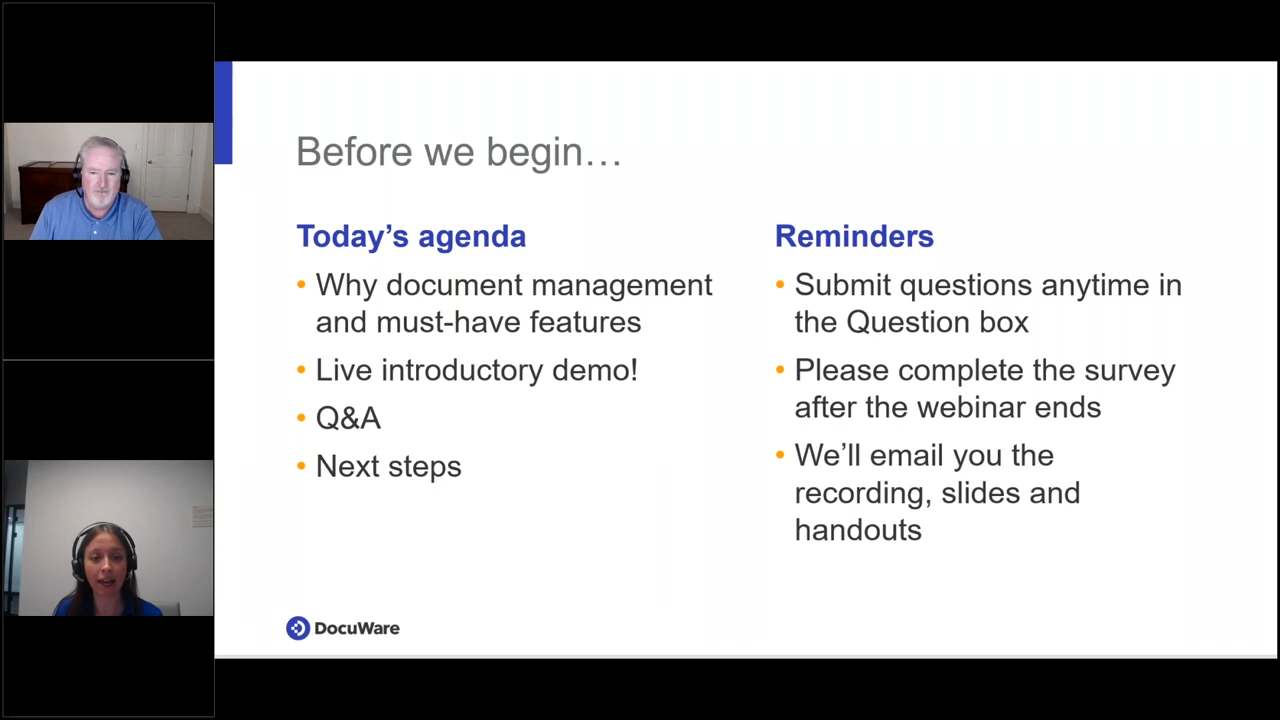 Before we begin…
Today’s agenda
• Why document management
and must-have features
• Live introductory demo!
• Q&A
• Next steps
Reminders
• Submit questions anytime in
the Question box
• Please complete the survey
after the webinar ends
• We’ll email you the
recording, slides and
handouts
DocuWare